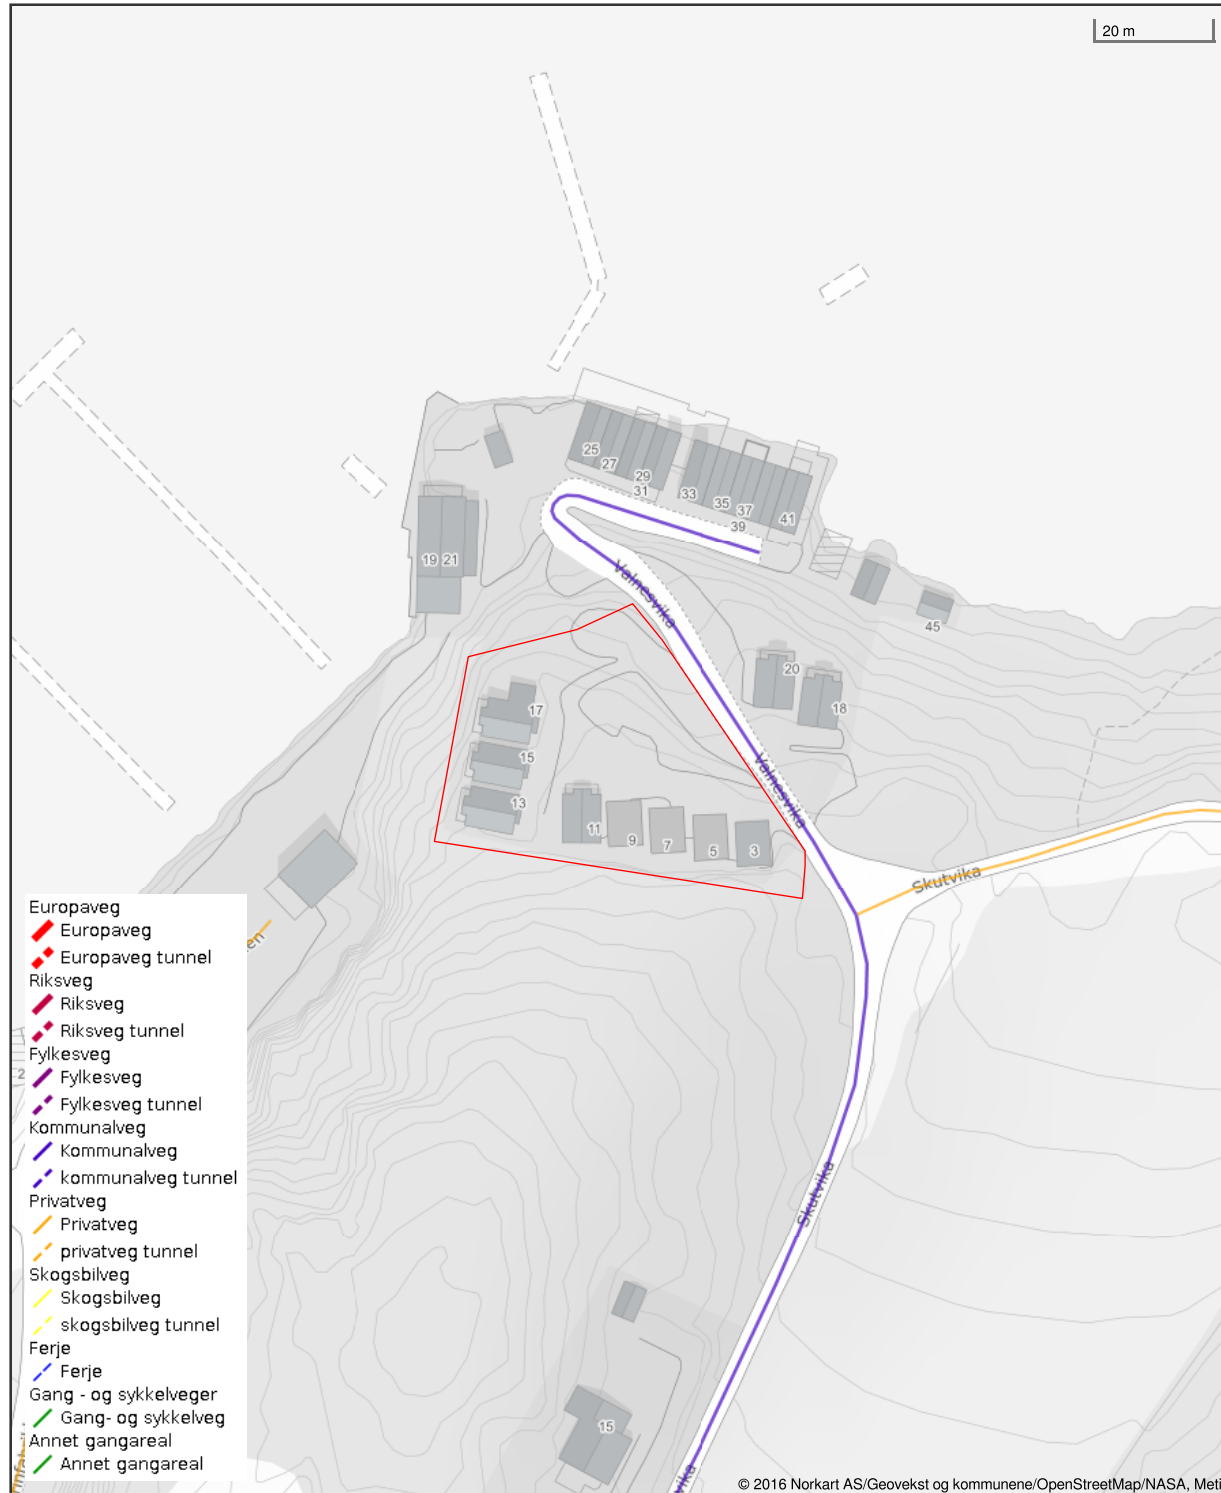 20 m
25
27
29
31
33
35
37
39
41
19 21
Valnesvika
45
20
18
17
15
13
11
9
7
5
3
Valnesvika
Skutvika
en
Europaveg
Europaveg
Europaveg tunnel
Riksveg
Riksveg
Riksveg tunnel
Fylkesveg
Fylkesveg
Fylkesveg tunnel
Kommunalveg
Kommunalveg
kommunalveg tunnel
Privatveg
Privatveg
privatveg tunnel
Skogsbilveg
Skogsbilveg
skogsbilveg tunnel
Ferje
Ferje
Gang - og sykkelveger
Gang- og sykkelveg
Annet gangareal
Annet gangareal
2
Skutvika
15
vika
© 2016 Norkart AS/Geovekst og kommunene/OpenStreetMap/NASA, Meti